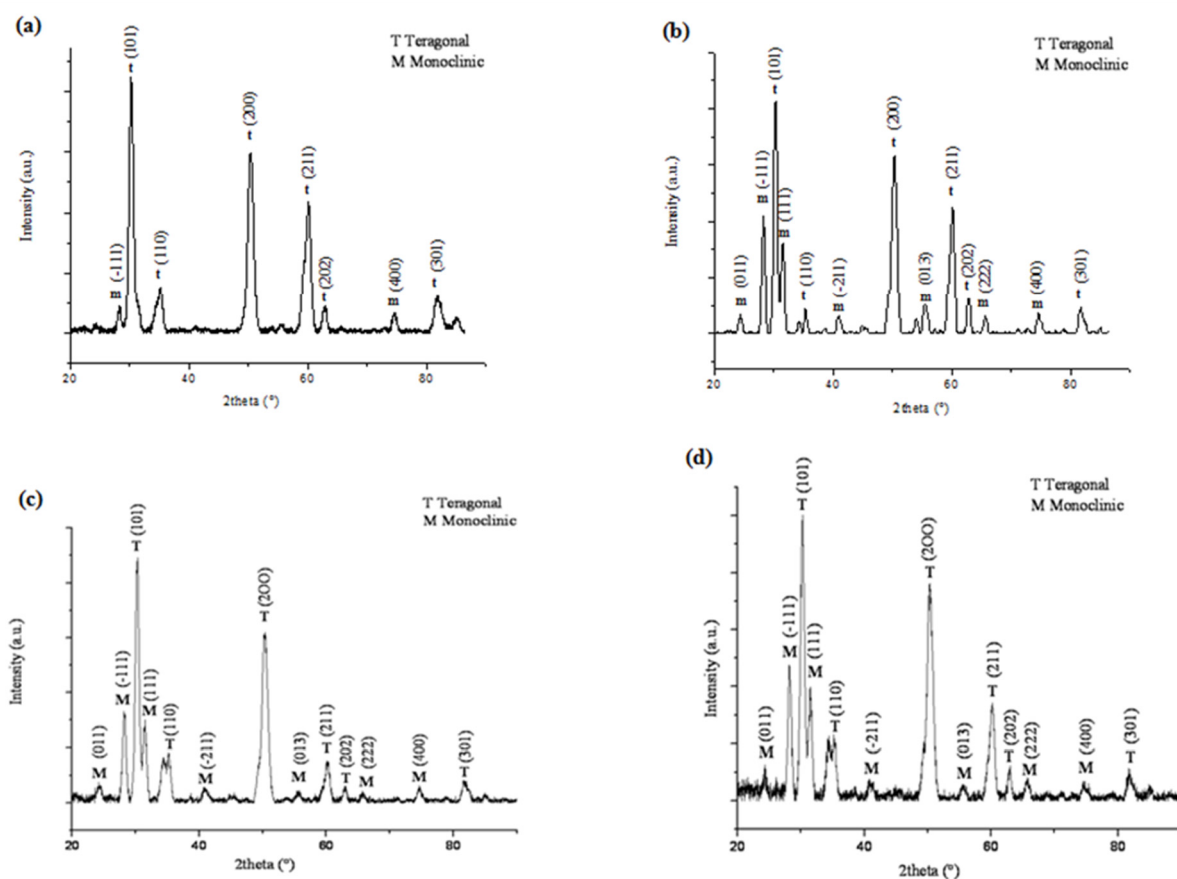 (a)
T Teragonal
M Monoclinic
Intensity (a.u.)
m (-111)
t (101)
t (110)
t (200)
t (211)
t (202)
m (400)
t (301)
20
40
60
80
2theta (°)
(b)
T Teragonal
M Monoclinic
Intensity (a.u.)
m (011)
m (-111)
t (101)
m (111)
t (110)
m (-211)
t (200)
m (013)
t (211)
t (202)
m (222)
m (400)
t (301)
20
40
60
80
2theta (°)
(c)
T Teragonal
M Monoclinic
Intensity (a.u.)
M (011)
M (-111)
T (101)
M (111)
T (110)
M (-211)
T (2OO)
M (013)
T (211)
T (202)
M (222)
M (400)
T (301)
20
40
60
80
2theta (°)
(d)
T Teragonal
M Monoclinic
Intensity (a.u.)
M (011)
M (-111)
T (101)
M (111)
T (110)
M (-211)
T (2OO)
M (013)
T (211)
T (202)
M (222)
M (400)
T (301)
20
40
60
80
2theta (°)